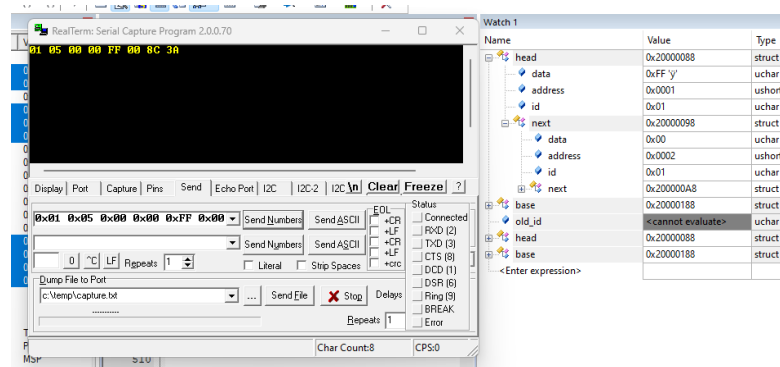 RealTerm: Serial Capture Program 2.0.0.70
01 05 00 00 FF 00 8C 3A
Display Port Capture Pins Send Echo Port I2C I2C-2 I2C \n Clear Freeze ?
0x01 0x05 0x00 0x00 0xFF 0x00 Send Numbers Send ASCII
EOL
+CR
+LF
Send Numbers Send ASCII
+CR
+LF
+crc
0 ^C LF Repeats 1 Literal Strip Spaces
Dump File to Port
c:\temp\capture.txt ... Send File Stop Delays
Repeats 1
Status
Connected
RXD (2)
TXD (3)
CTS (8)
DCD (1)
DSR (6)
Ring (9)
BREAK
Error
Char Count:8 CPS:0
MSP 510
Watch 1
Name Value Type
head 0x20000088 struct
data 0xFF 'ÿ' uchar
address 0x0001 ushor
id 0x01 uchar
next 0x20000098 struct
data 0x00 uchar
address 0x0002 ushor
id 0x01 uchar
next 0x200000A8 struct
base 0x20000188 struct
old_id <cannot evaluate> uchar
head 0x20000088 struct
base 0x20000188 struct
<Enter expression>